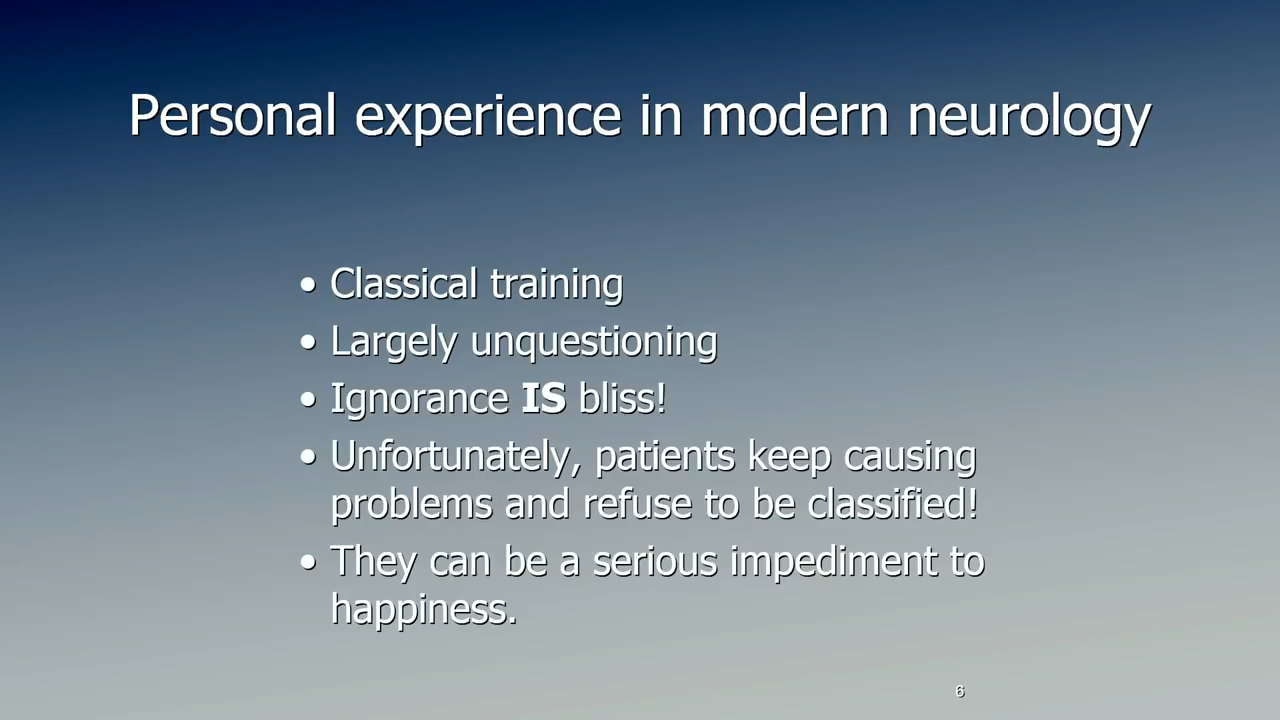 Personal experience in modern neurology
• Classical training
• Largely unquestioning
• Ignorance IS bliss!
• Unfortunately, patients keep causing
problems and refuse to be classified!
• They can be a serious impediment to
happiness.
6